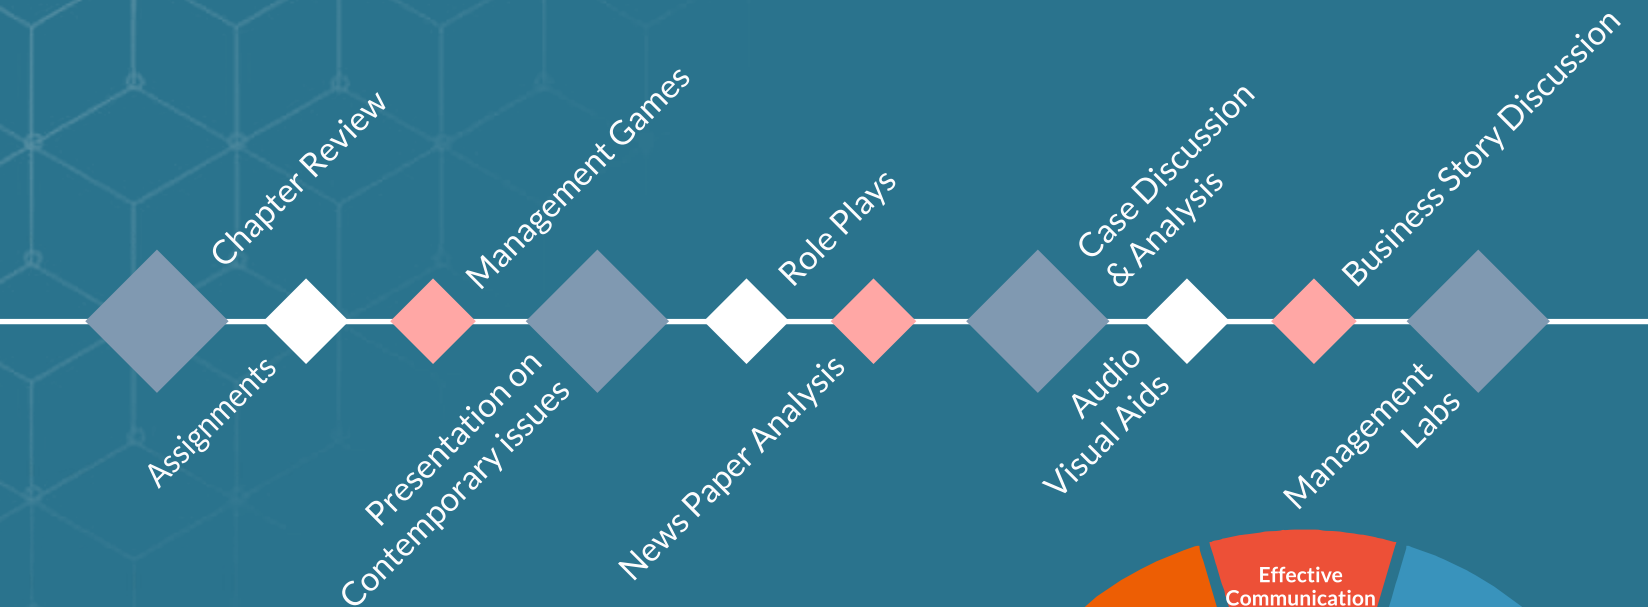 Chapter Review
Assignments
Management Games
Presentation on
Contemporary issues
Role Plays
News Paper Analysis
Case Discussion
& Analysis
Audio
Visual Aids
Business Story Discussion
Management
Labs
Effective
Communication